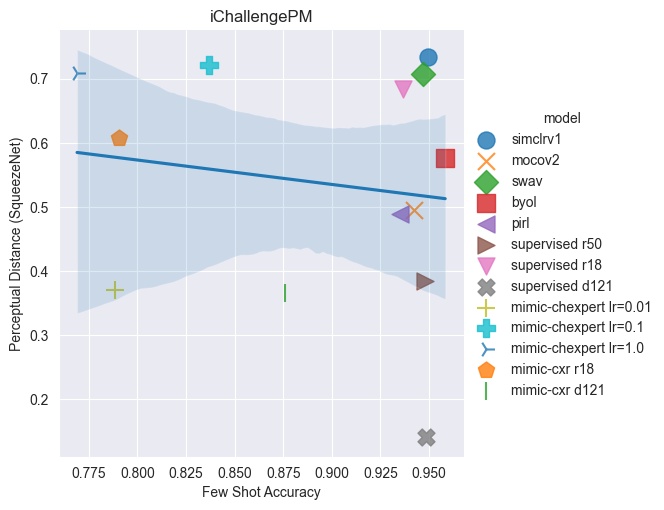 iChallengePM
Perceptual Distance (SqueezeNet)
0.7
0.6
0.5
0.4
0.3
0.2
0.775 0.800 0.825 0.850 0.875 0.900 0.925 0.950
Few Shot Accuracy
model
simclrv1
mocov2
swav
byol
pirl
supervised r50
supervised r18
supervised d121
mimic-chexpert lr=0.01
mimic-chexpert lr=0.1
mimic-chexpert lr=1.0
mimic-cxr r18
mimic-cxr d121